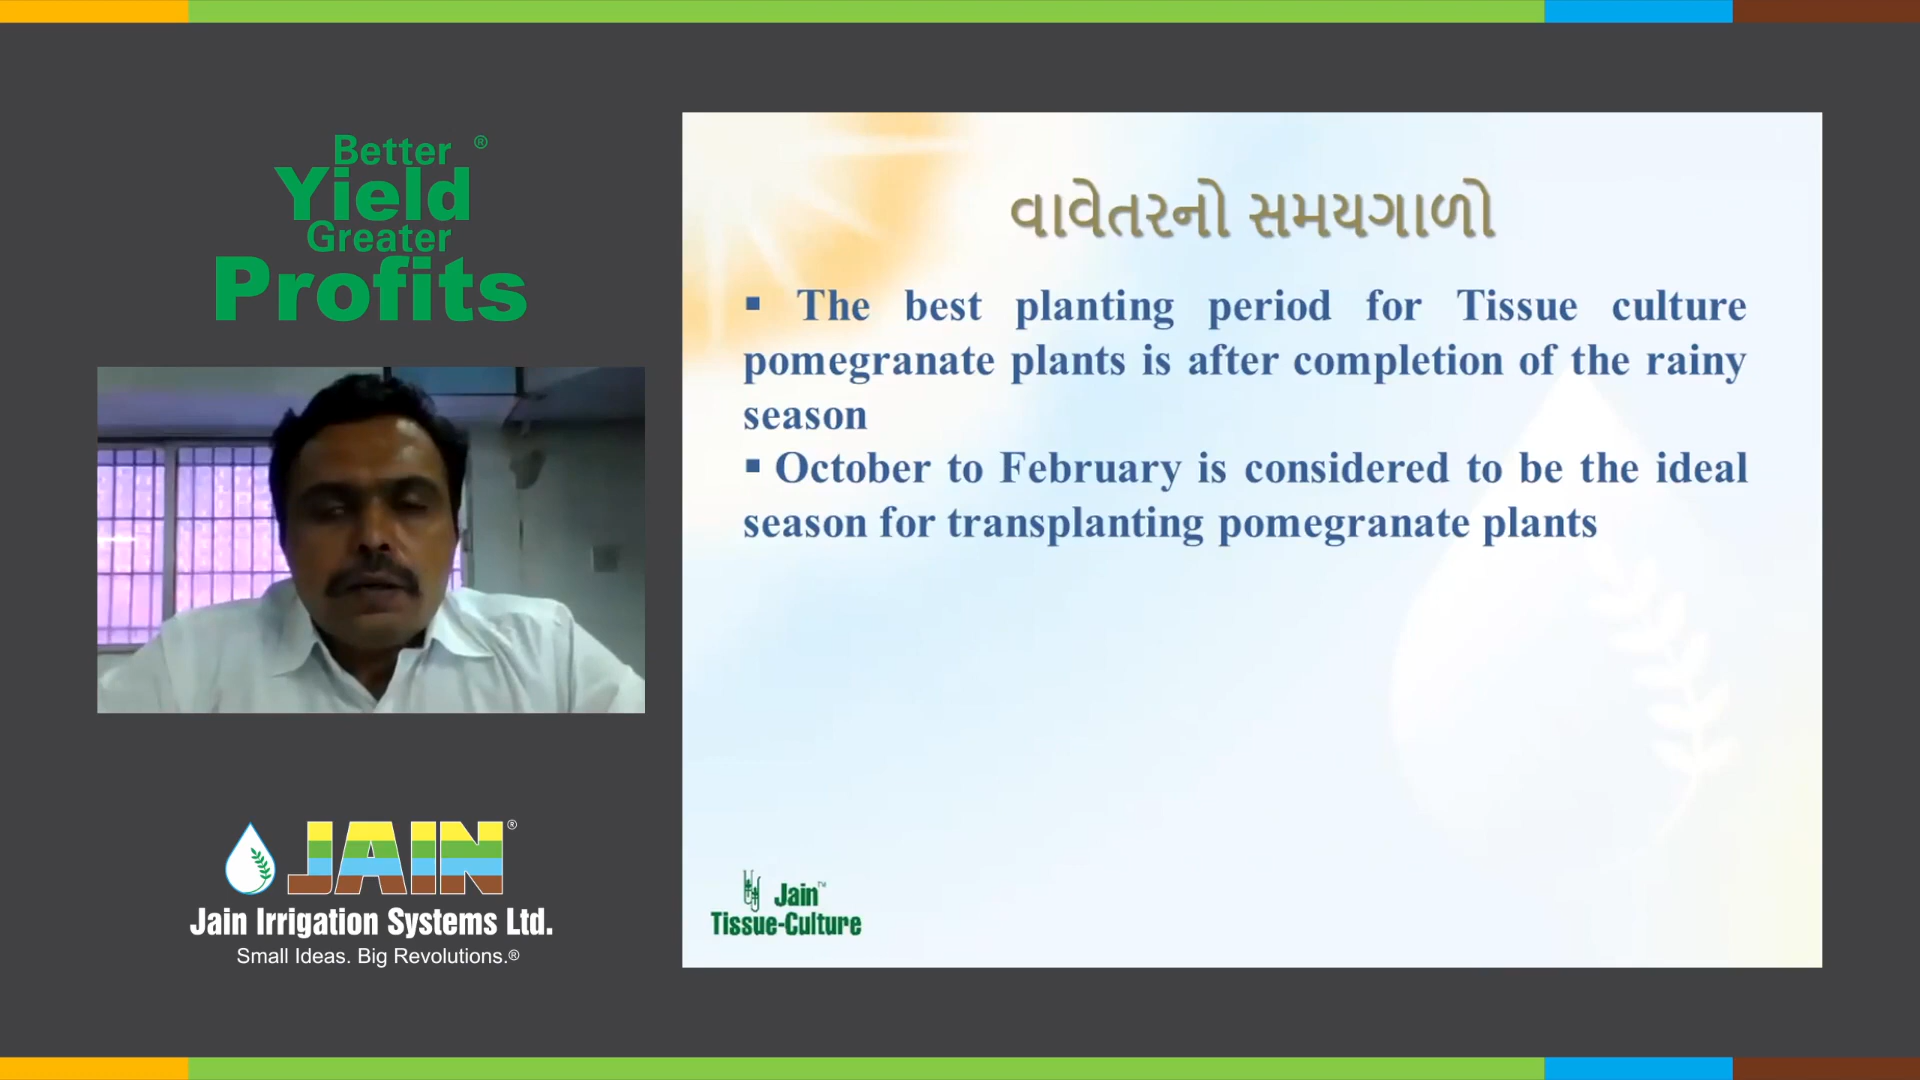 Better ®
Yield
Greater
Profits
વાવેતરનો સમયગાળો
▪ The best planting period for Tissue culture
pomegranate plants is after completion of the rainy
season
▪ October to February is considered to be the ideal
season for transplanting pomegranate plants
JAIN®
Jain Irrigation Systems Ltd.
Small Ideas. Big Revolutions.®
Jain™
Tissue-Culture